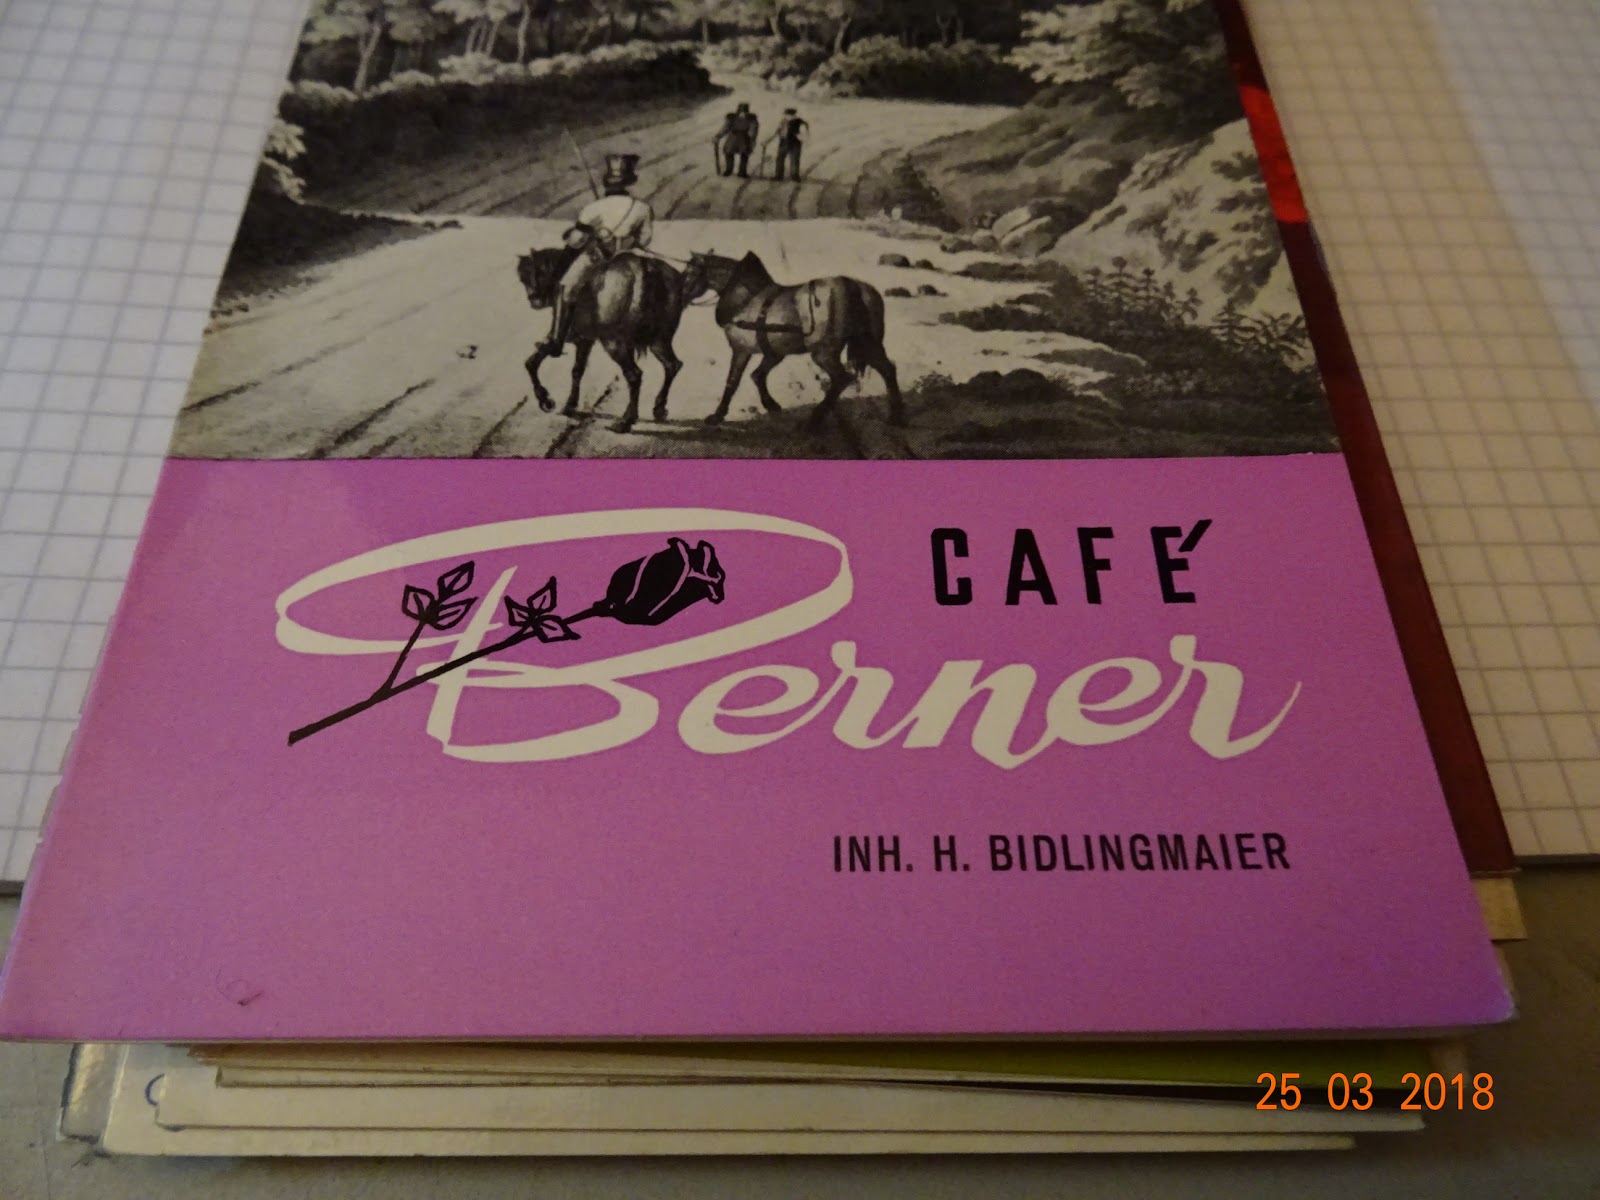 CAFÉ
Berner
INH. H. BIDLINGMAIER
25 03 2018